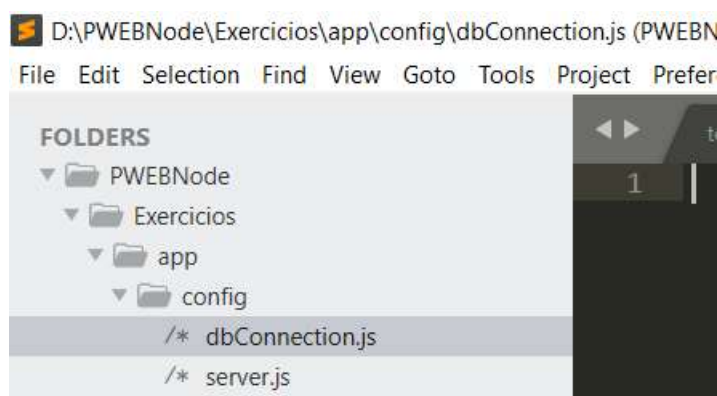 D:\PWEBNode\Exercicios\app\config\dbConnection.js (PWEBN
File Edit Selection Find View Goto Tools Project Prefer
FOLDERS
PWEBNode
1
Exercicios
app
config
/* dbConnection.js
/* server.js